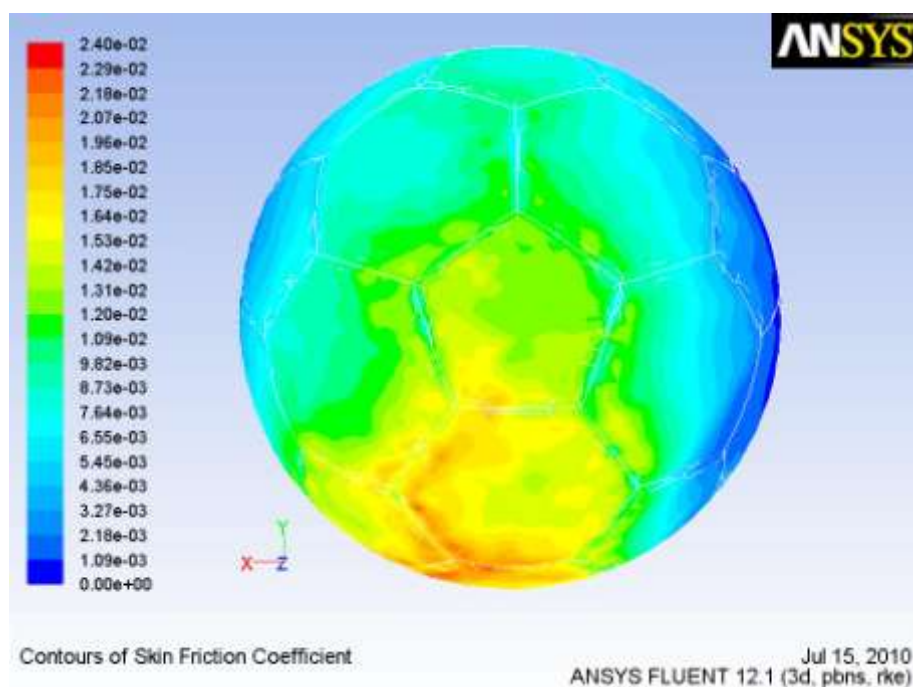 ANSYS
2.40e-02
2.29e-02
2.18e-02
2.07e-02
1.96e-02
1.85e-02
1.75e-02
1.64e-02
1.53e-02
1.42e-02
1.31e-02
1.20e-02
1.09e-02
9.82e-03
8.73e-03
7.64e-03
6.55e-03
5.45e-03
4.36e-03
3.27e-03
2.18e-03
1.09e-03
0.00e+00
Y
X Z
Contours of Skin Friction Coefficient
Jul 15, 2010
ANSYS FLUENT 12.1 (3d, pbns, rke)